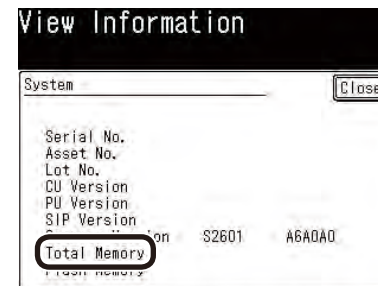 View Information
System
Close
Serial No.
Asset No.
Lot No.
CU Version
PU Version
SIP Version
S2601 A6A0A0
Total Memory